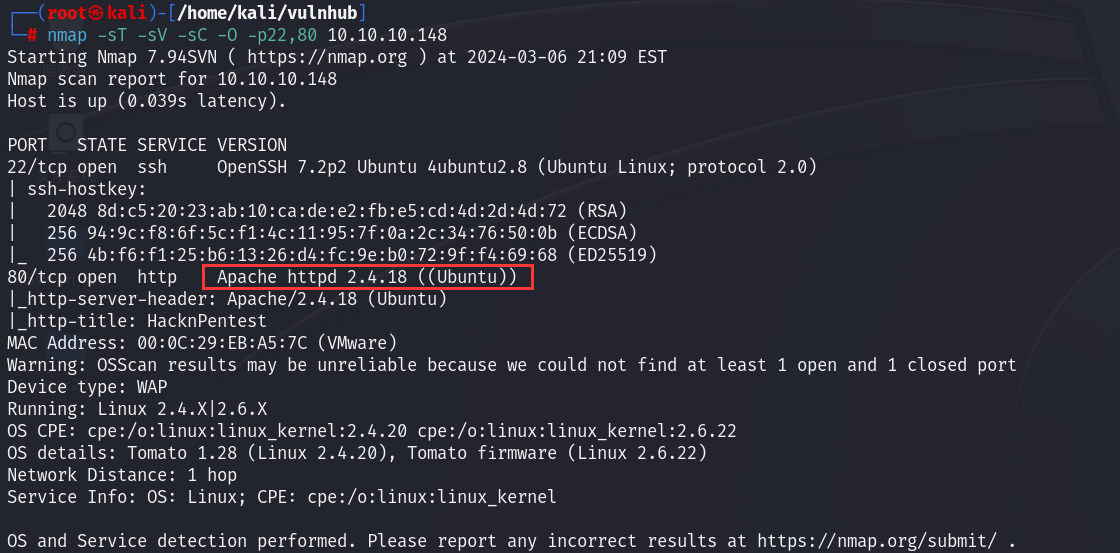 ┌──(root㉿kali)-[/home/kali/vulnhub]
└─# nmap -sT -sV -sC -O -p22,80 10.10.10.148
Starting Nmap 7.94SVN ( https://nmap.org ) at 2024-03-06 21:09 EST
Nmap scan report for 10.10.10.148
Host is up (0.039s latency).

PORT   STATE SERVICE VERSION
22/tcp open  ssh     OpenSSH 7.2p2 Ubuntu 4ubuntu2.8 (Ubuntu Linux; protocol 2.0)
| ssh-hostkey:
|   2048 8d:c5:20:23:ab:10:ca:de:e2:fb:e5:cd:4d:2d:4d:72 (RSA)
|   256 94:9c:f8:6f:5c:f1:4c:11:95:7f:0a:2c:34:76:50:0b (ECDSA)
|_  256 4b:f6:f1:25:b6:13:26:d4:fc:9e:b0:72:9f:f4:69:68 (ED25519)
80/tcp open  http    Apache httpd 2.4.18 ((Ubuntu))
|_http-server-header: Apache/2.4.18 (Ubuntu)
|_http-title: HacknPentest
MAC Address: 00:0C:29:EB:A5:7C (VMware)
Warning: OSScan results may be unreliable because we could not find at least 1 open and 1 closed port
Device type: WAP
Running: Linux 2.4.X|2.6.X
OS CPE: cpe:/o:linux:linux_kernel:2.4.20 cpe:/o:linux:linux_kernel:2.6.22
OS details: Tomato 1.28 (Linux 2.4.20), Tomato firmware (Linux 2.6.22)
Network Distance: 1 hop
Service Info: OS: Linux; CPE: cpe:/o:linux:linux_kernel

OS and Service detection performed. Please report any incorrect results at https://nmap.org/submit/ .